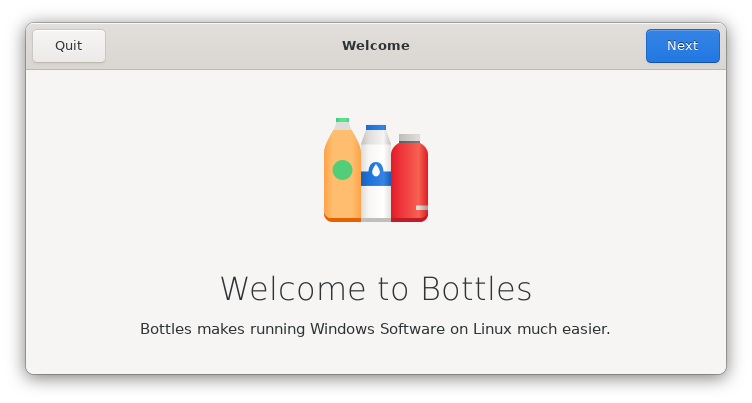 Quit
Welcome
Next
Welcome to Bottles
Bottles makes running Windows Software on Linux much easier.